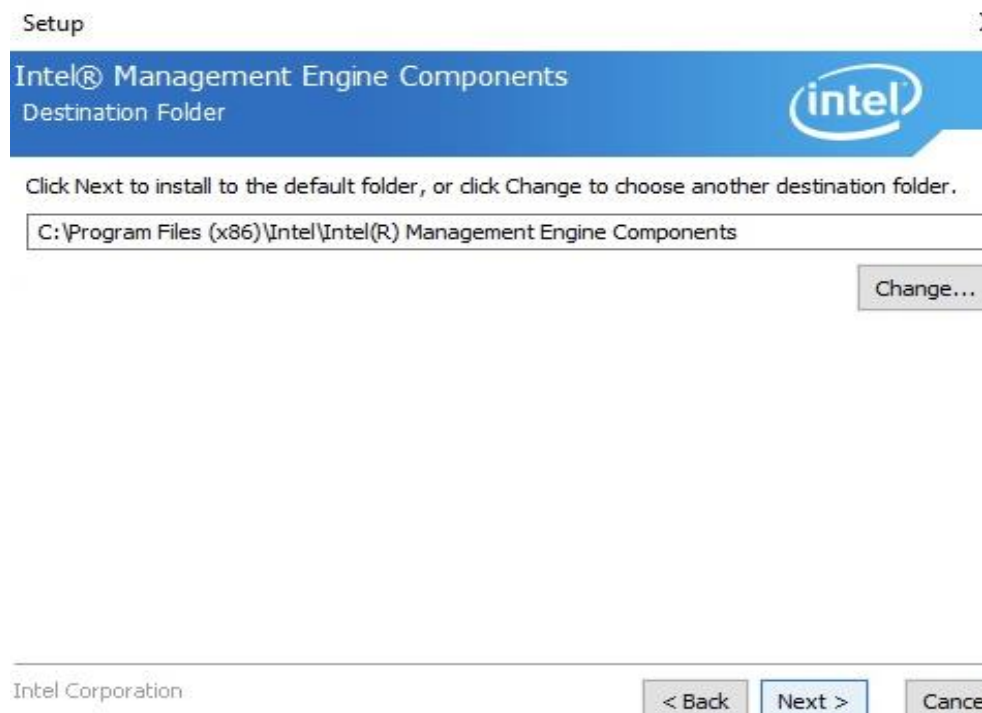 Setup
Intel® Management Engine Components
Destination Folder
intel
Click Next to install to the default folder, or click Change to choose another destination folder.
C:\Program Files (x86)\Intel\Intel(R) Management Engine Components
Change...
Intel Corporation
< Back Next > Cance